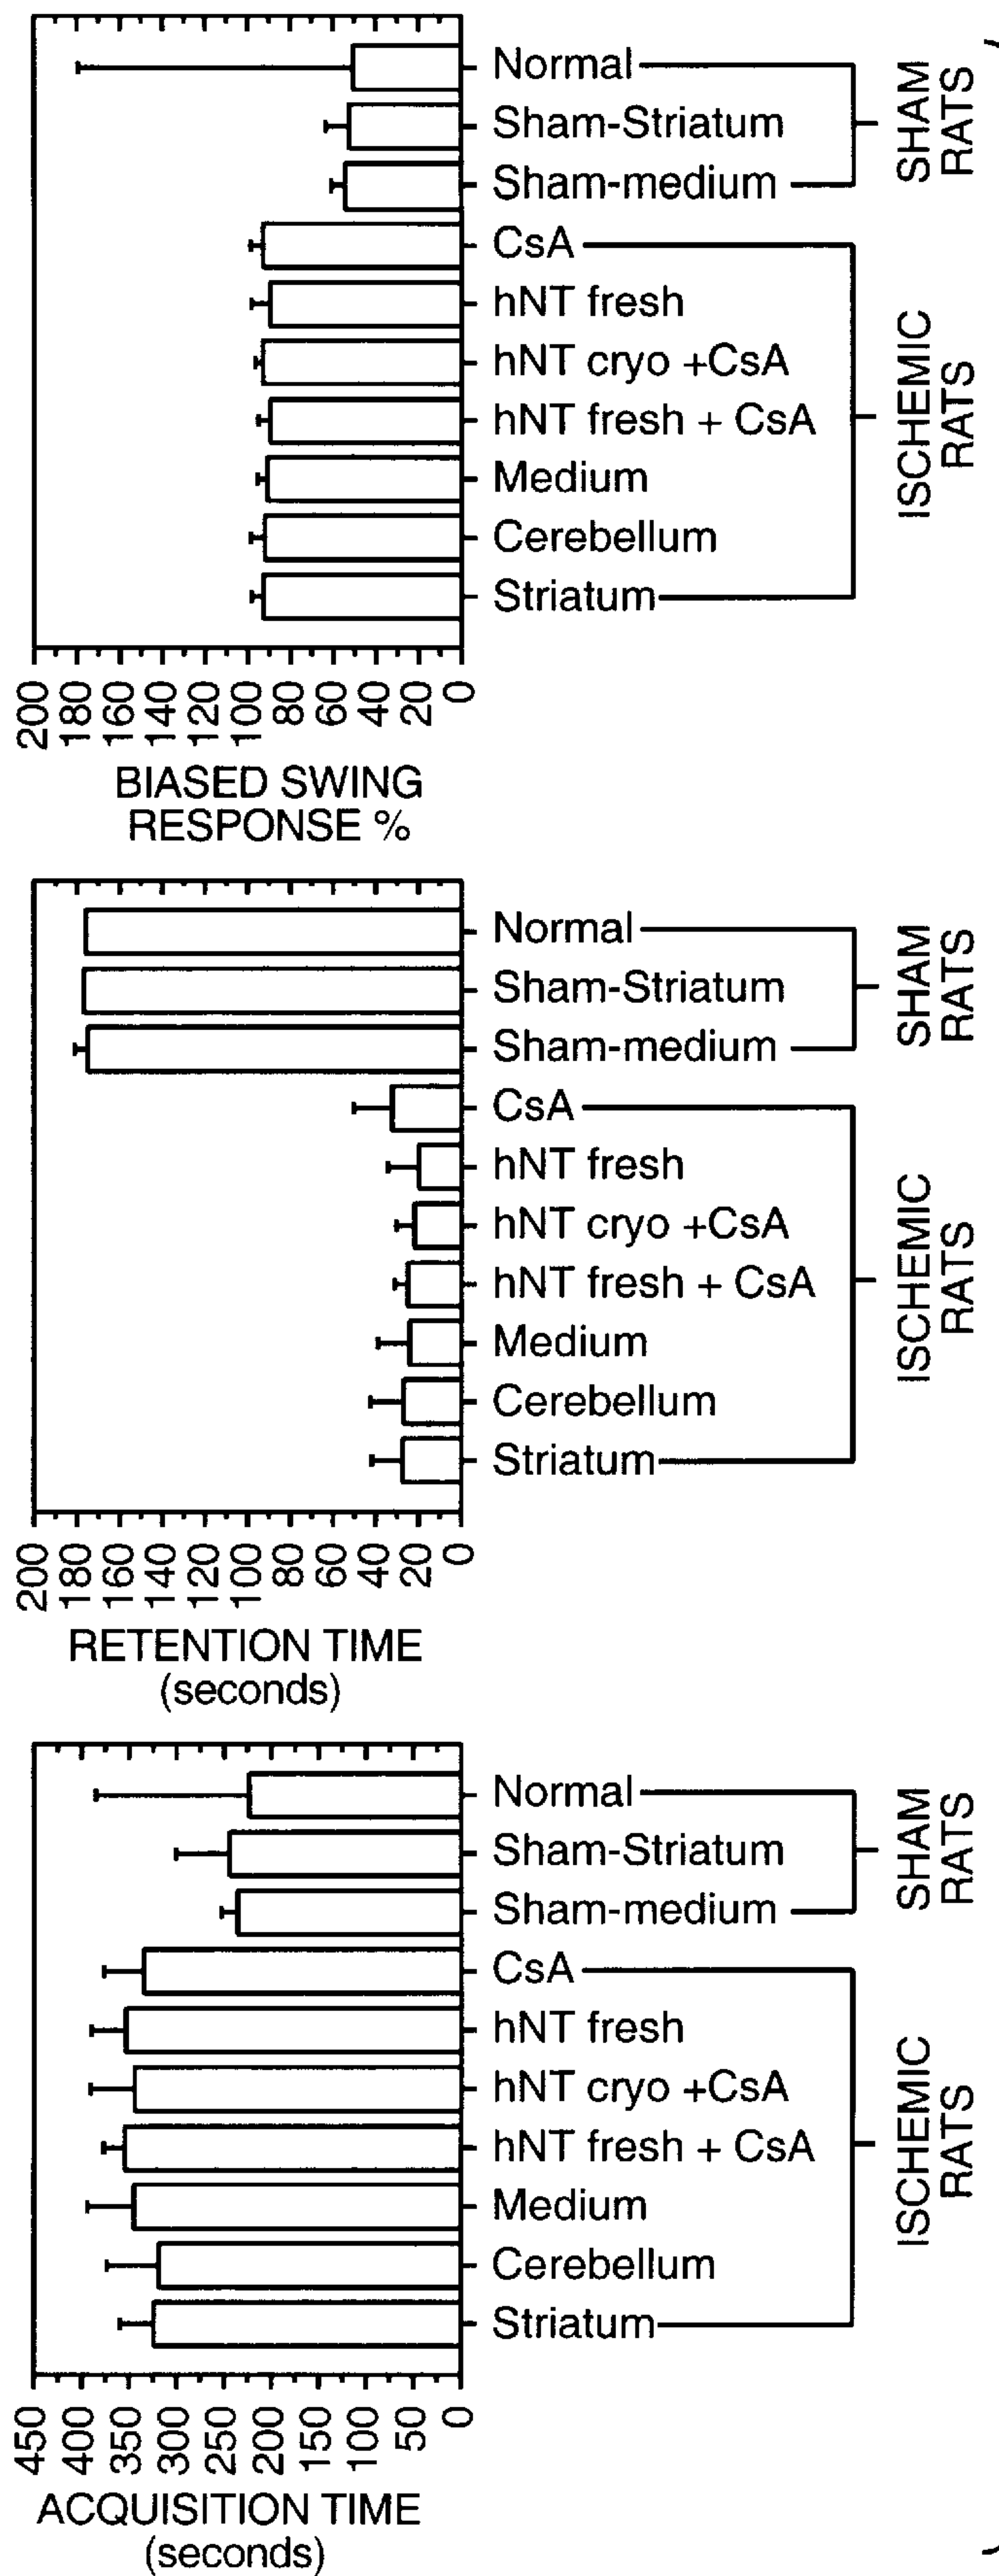 Normal
Sham-Striatum
Sham-medium
CsA
hNT fresh
hNT cryo +CsA
hNT fresh + CsA
Medium
Cerebellum
Striatum
SHAM
RATS
ISCHEMIC
RATS
200
180
160
140
120
100
80
60
40
20
0
BIASED SWING
RESPONSE %
Normal
Sham-Striatum
Sham-medium
CsA
hNT fresh
hNT cryo +CsA
hNT fresh + CsA
Medium
Cerebellum
Striatum
SHAM
RATS
ISCHEMIC
RATS
200
180
160
140
120
100
80
60
40
20
0
RETENTION TIME
(seconds)
Normal
Sham-Striatum
Sham-medium
CsA
hNT fresh
hNT cryo +CsA
hNT fresh + CsA
Medium
Cerebellum
Striatum
SHAM
RATS
ISCHEMIC
RATS
450
400
350
300
250
200
150
100
50
0
ACQUISITION TIME
(seconds)